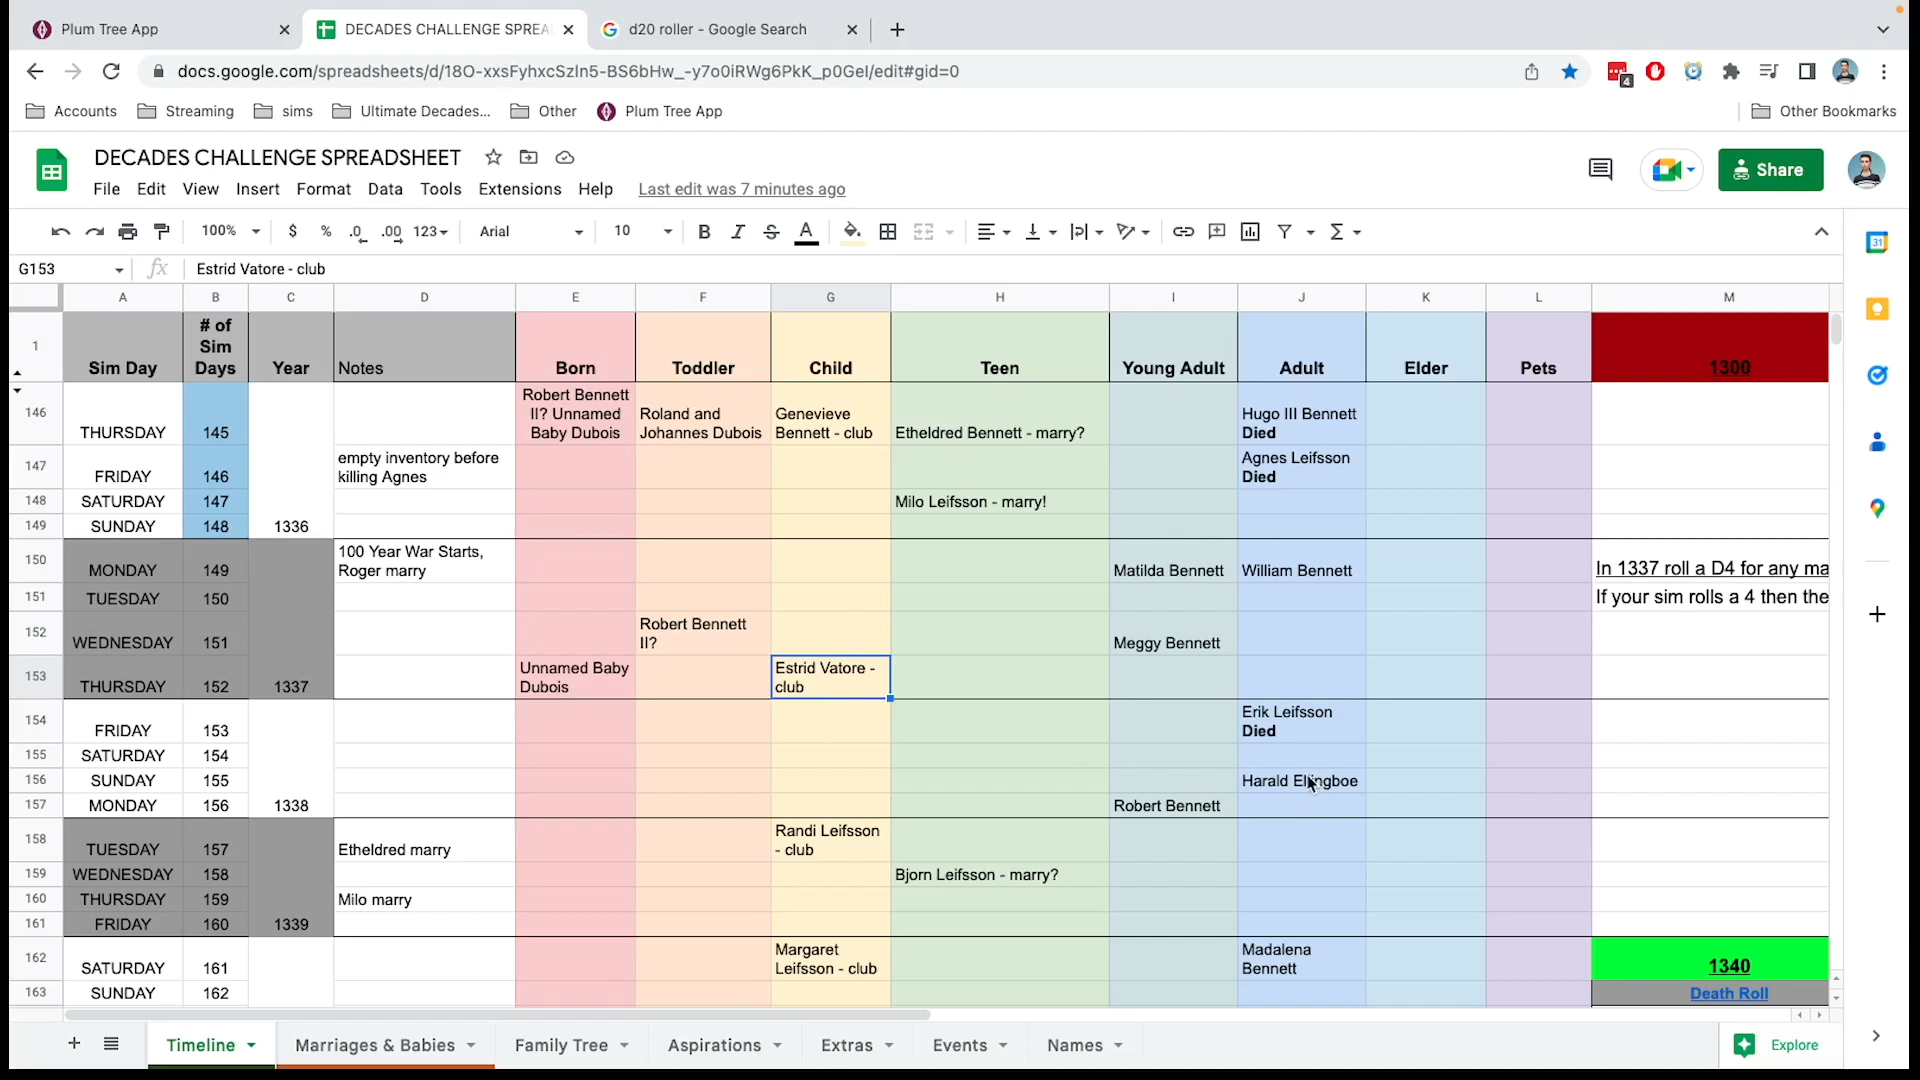 Plum Tree App
DECADES CHALLENGE SPREA
d20 roller - Google Search
docs.google.com/spreadsheets/d/18O-xxsFyhxcSzIn5-BS6bHw_-y7o0iRWg6PkK_p0GeI/edit#gid=0
4
Accounts
Streaming
sims
Ultimate Decades...
Other
Plum Tree App
Other Bookmarks
DECADES CHALLENGE SPREADSHEET
Share
File Edit View Insert Format Data Tools Extensions Help Last edit was 7 minutes ago
100% $ % .0 .00 123 Arial 10 B I S A
31
G153 fx Estrid Vatore - club
A B C D E F G H I J K L M
1 Sim Day # of Sim Days Year Notes Born Toddler Child Teen Young Adult Adult Elder Pets 1300
146 THURSDAY 145 Robert Bennett II? Unnamed Baby Dubois Roland and Johannes Dubois Genevieve Bennett - club Etheldred Bennett - marry? Hugo III Bennett Died
147 FRIDAY 146 empty inventory before killing Agnes Agnes Leifsson Died
148 SATURDAY 147 Milo Leifsson - marry!
149 SUNDAY 148 1336
150 MONDAY 149 100 Year War Starts, Roger marry Matilda Bennett William Bennett In 1337 roll a D4 for any ma
151 TUESDAY 150 If your sim rolls a 4 then the
152 WEDNESDAY 151 Robert Bennett II? Meggy Bennett
153 THURSDAY 152 1337 Unnamed Baby Dubois Estrid Vatore - club
154 FRIDAY 153 Erik Leifsson Died
155 SATURDAY 154
156 SUNDAY 155 Harald Elingboe
157 MONDAY 156 1338 Robert Bennett
158 TUESDAY 157 Etheldred marry Randi Leifsson - club
159 WEDNESDAY 158 Bjorn Leifsson - marry?
160 THURSDAY 159 Milo marry
161 FRIDAY 160 1339
162 SATURDAY 161 Margaret Leifsson - club Madalena Bennett 1340
163 SUNDAY 162 Death Roll
Timeline Marriages & Babies Family Tree Aspirations Extras Events Names Explore